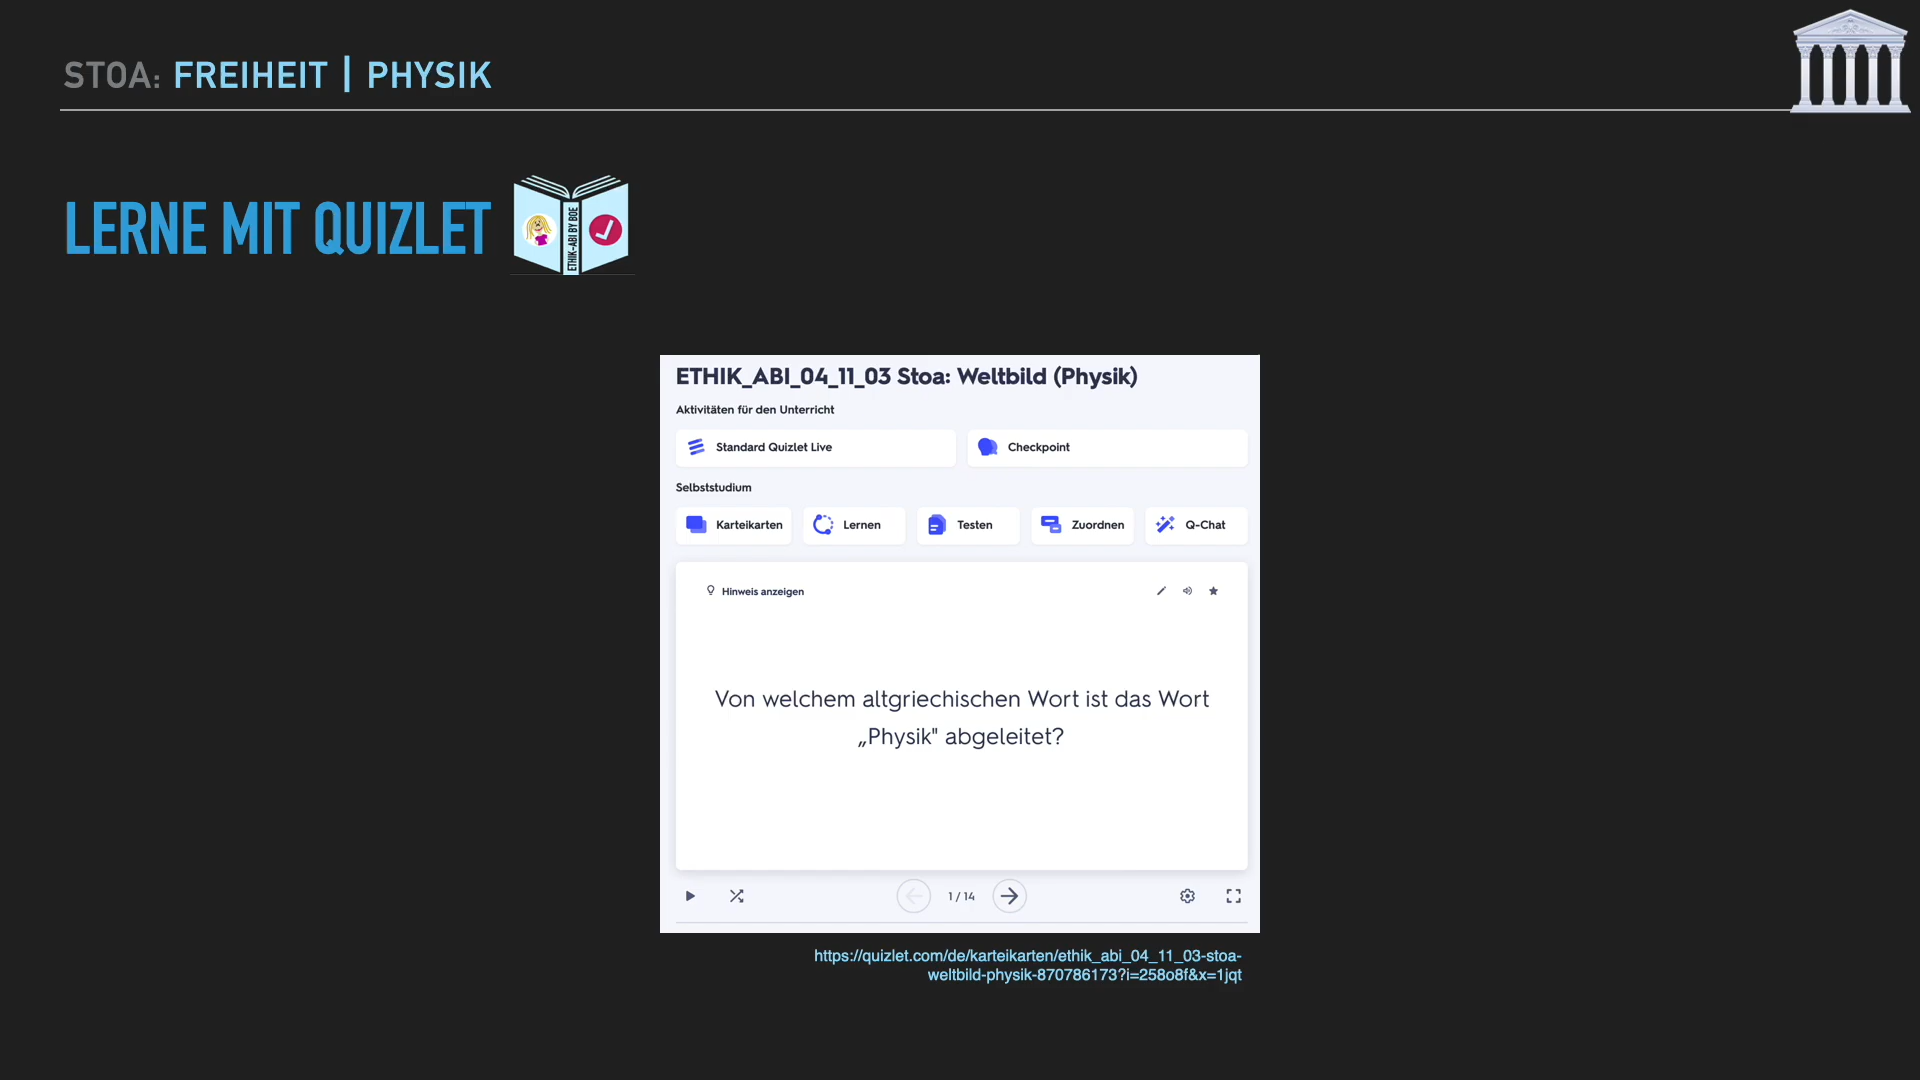 STOA: FREIHEIT | PHYSIK
LERNE MIT QUIZLET
ETHIK-ABI BY BOE
ETHIK_ABI_04_11_03 Stoa: Weltbild (Physik)
Aktivitäten für den Unterricht
Standard Quizlet Live
Checkpoint
Selbststudium
Karteikarten
Lernen
Testen
Zuordnen
Q-Chat
Hinweis anzeigen
Von welchem altgriechischen Wort ist das Wort
„Physik" abgeleitet?
1 / 14
https://quizlet.com/de/karteikarten/ethik_abi_04_11_03-stoa-
weltbild-physik-870786173?i=258o8f&x=1jqt